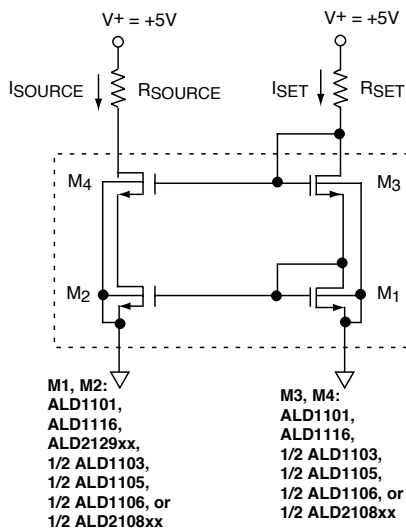 V+ = +5V
V+ = +5V
ISOURCE
RSOURCE
ISET
RSET
M4
M3
M2
M1
M1, M2:
ALD1101,
ALD1116,
ALD2129xx,
1/2 ALD1103,
1/2 ALD1105,
1/2 ALD1106, or
1/2 ALD2108xx
M3, M4:
ALD1101,
ALD1116,
1/2 ALD1103,
1/2 ALD1105,
1/2 ALD1106, or
1/2 ALD2108xx